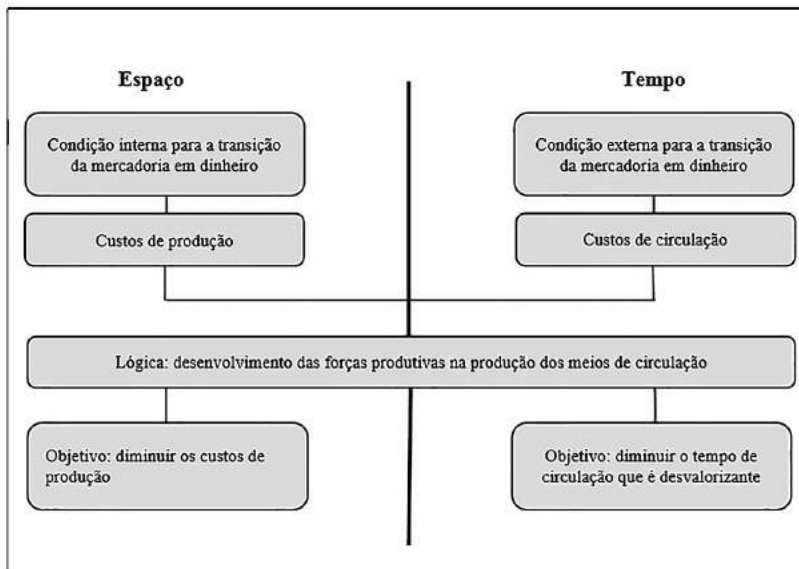 Espaço
Tempo
Condição interna para a transição
da mercadoria em dinheiro
Condição externa para a transição
da mercadoria em dinheiro
Custos de produção
Custos de circulação
Lógica: desenvolvimento das forças produtivas na produção dos meios de circulação
Objetivo: diminuir os custos de
produção
Objetivo: diminuir o tempo de
circulação que é desvalorizante